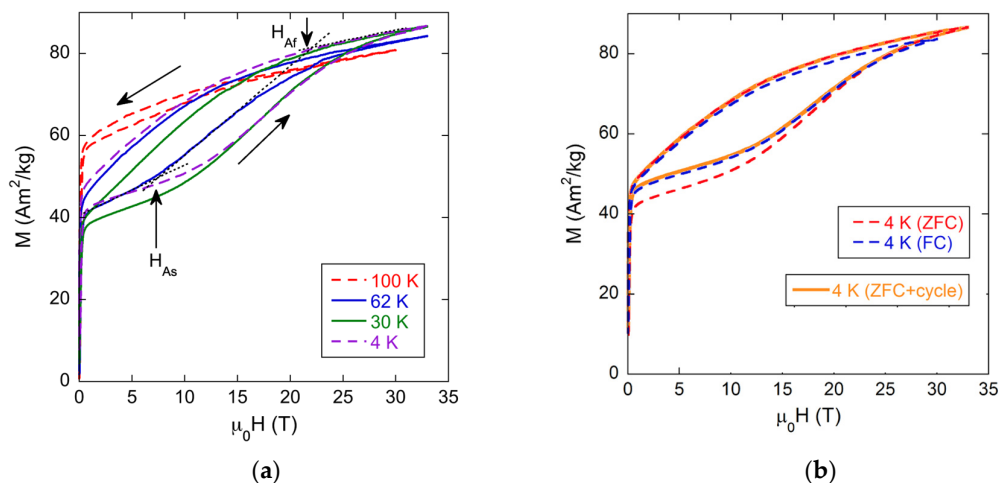 M (Am²/kg)
100
80
60
40
20
0
0 5 10 15 20 25 30 35
μ₀H (T)
H_Af
H_As
100 K
62 K
30 K
4 K
(a)
M (Am²/kg)
100
80
60
40
20
0
0 5 10 15 20 25 30 35
μ₀H (T)
4 K (ZFC)
4 K (FC)
4 K (ZFC+cycle)
(b)